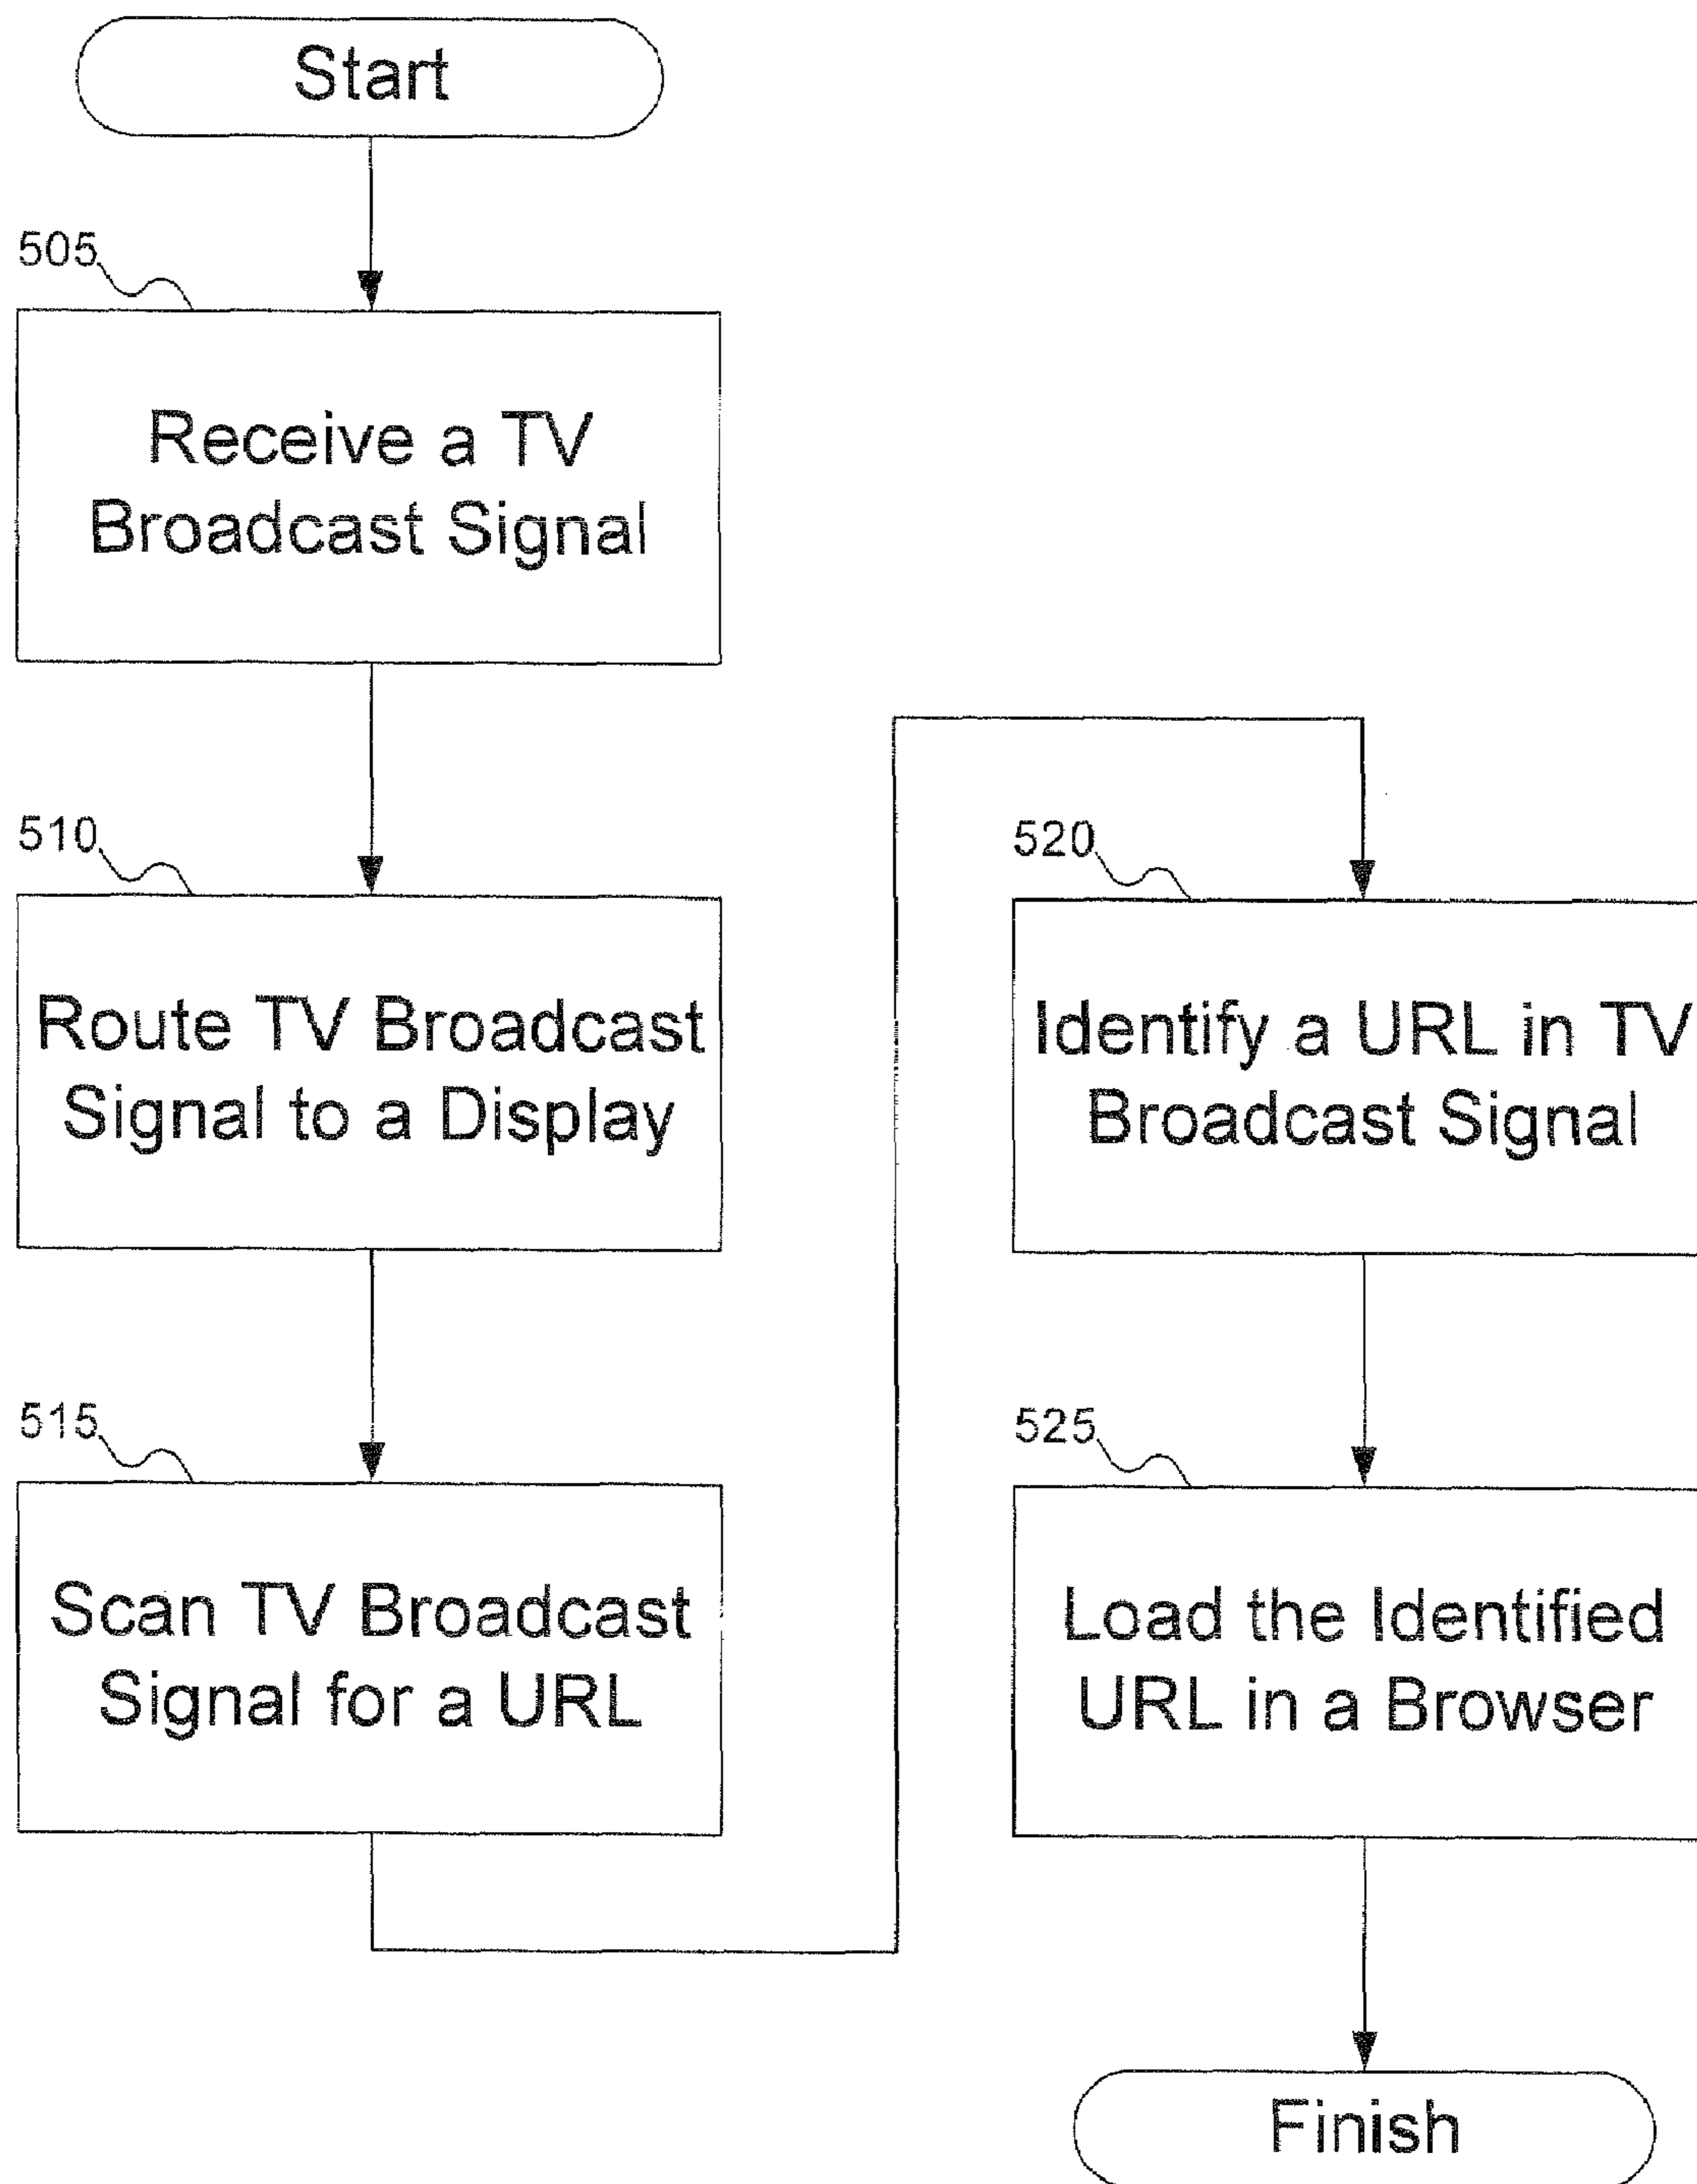 Start
505
Receive a TV
Broadcast Signal
510
Route TV Broadcast
Signal to a Display
515
Scan TV Broadcast
Signal for a URL
520
Identify a URL in TV
Broadcast Signal
525
Load the Identified
URL in a Browser
Finish